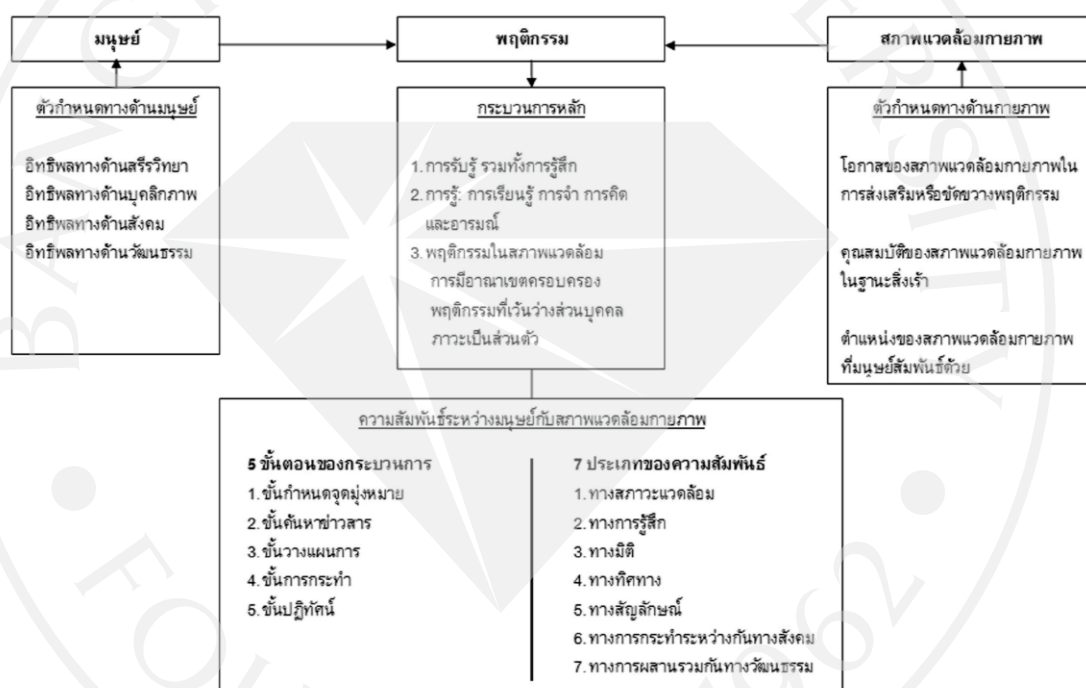 มนุษย์
พฤติกรรม
สภาพแวดล้อมกายภาพ
ตัวกำหนดทางด้านมนุษย์
อิทธิพลทางด้านสรีรวิทยา
อิทธิพลทางด้านบุคลิกภาพ
อิทธิพลทางด้านสังคม
อิทธิพลทางด้านวัฒนธรรม
กระบวนการหลัก
1. การรับรู้ รวมทั้งการรู้สึก
2. การรู้: การเรียนรู้ การจำ การคิด
และอารมณ์
3. พฤติกรรมในสภาพแวดล้อม
การมีอาณาเขตครอบครอง
พฤติกรรมที่เว้นว่างส่วนบุคคล
ภาวะเป็นส่วนตัว
ตัวกำหนดทางด้านกายภาพ
โอกาสของสภาพแวดล้อมกายภาพใน
การส่งเสริมหรือขัดขวางพฤติกรรม
คุณสมบัติของสภาพแวดล้อมกายภาพ
ในฐานะสิ่งเร้า
ตำแหน่งของสภาพแวดล้อมกายภาพ
ที่มนุษย์สัมพันธ์ด้วย
ความสัมพันธ์ระหว่างมนุษย์กับสภาพแวดล้อมกายภาพ
5 ขั้นตอนของกระบวนการ
1. ขั้นกำหนดจุดมุ่งหมาย
2. ขั้นค้นหาข่าวสาร
3. ขั้นวางแผนการ
4. ขั้นการกระทำ
5. ขั้นปฏิทัศน์
7 ประเภทของความสัมพันธ์
1. ทางสภาวะแวดล้อม
2. ทางการรู้สึก
3. ทางมิติ
4. ทางทิศทาง
5. ทางสัญลักษณ์
6. ทางการกระทำระหว่างกันทางสังคม
7. ทางการผสานรวมกันทางวัฒนธรรม